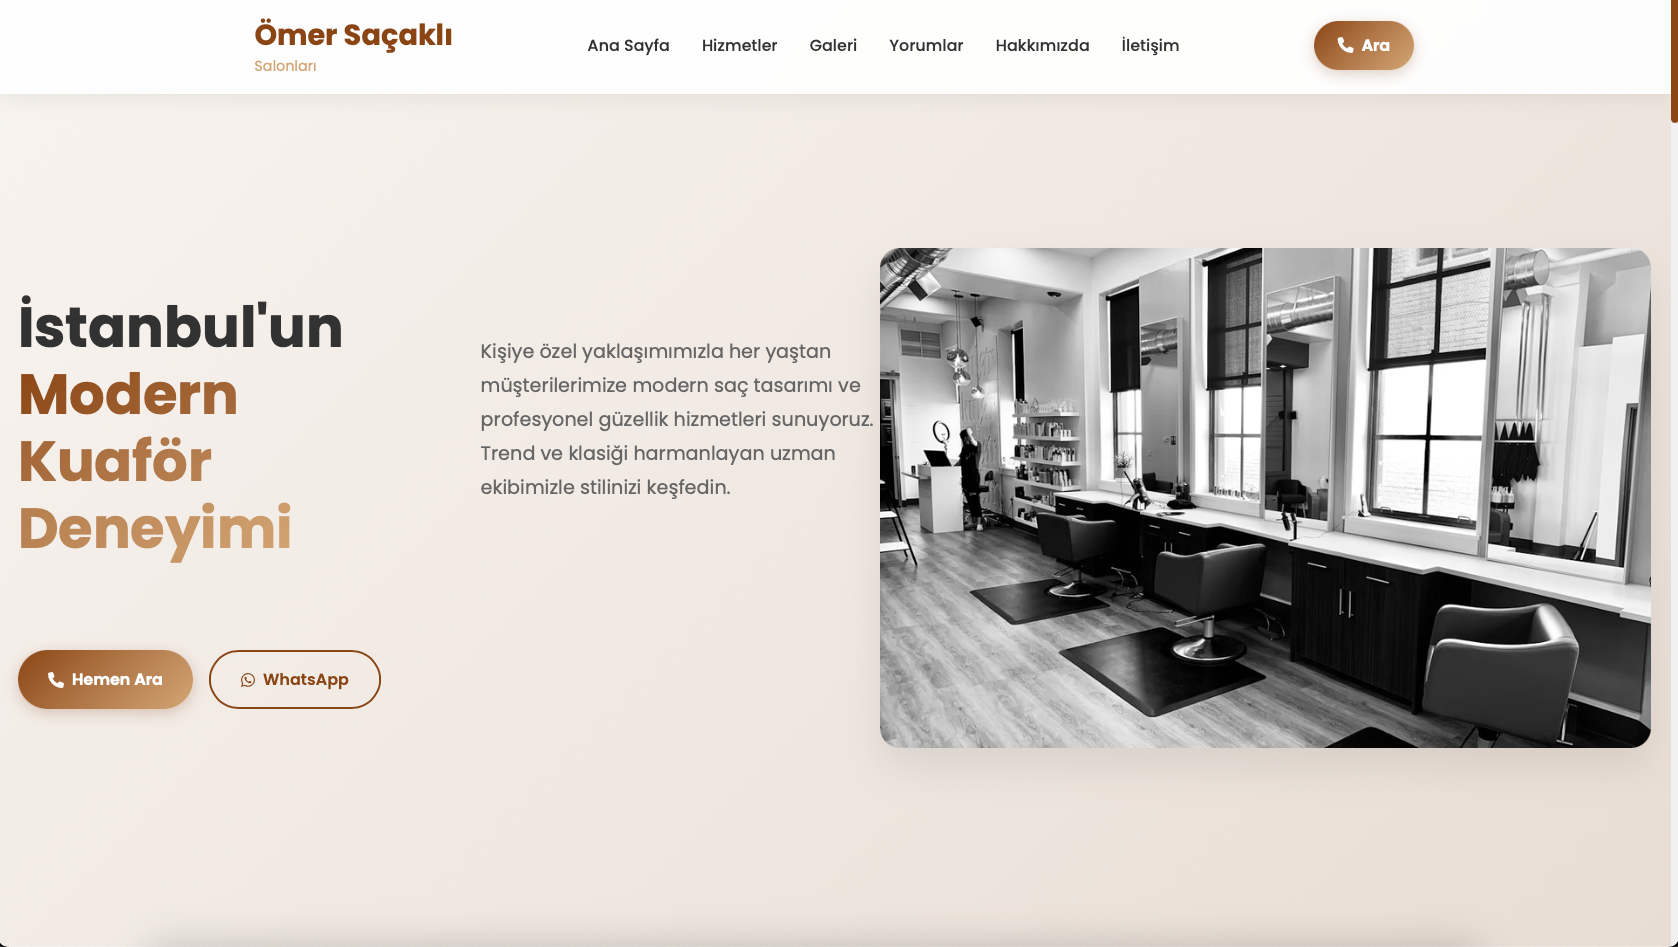 Ömer Saçaklı
Salonları
Ana Sayfa
Hizmetler
Galeri
Yorumlar
Hakkımızda
İletişim
Ara
İstanbul'un
Modern
Kuaför
Deneyimi
Kişiye özel yaklaşımımızla her yaştan
müşterilerimize modern saç tasarımı ve
profesyonel güzellik hizmetleri sunuyoruz.
Trend ve klasiği harmanlayan uzman
ekibimizle stilinizi keşfedin.
Hemen Ara
WhatsApp